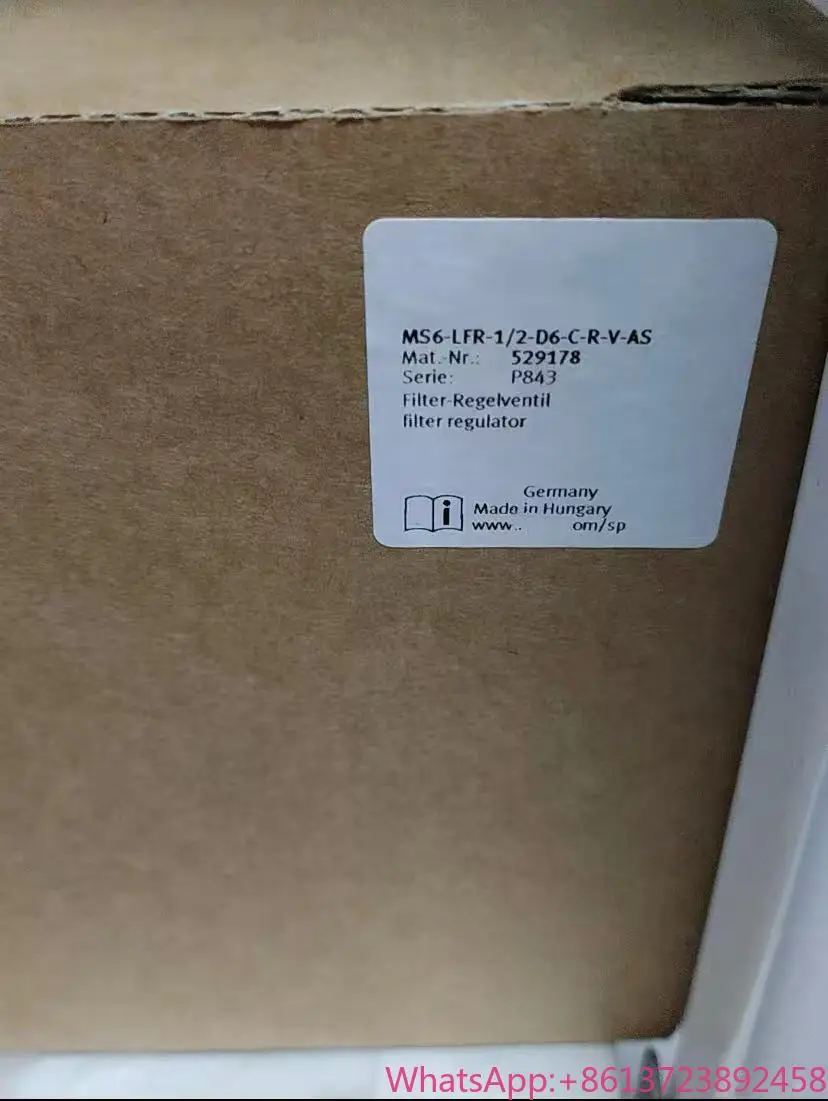 MS6-LFR-1/2-D6-C-R-V-AS
Mat.-Nr.: 529178
Serie: P843
Filter-Regelventil
filter regulator
Germany
Made in Hungary
www.. om/sp
WhatsApp:+8613723892458